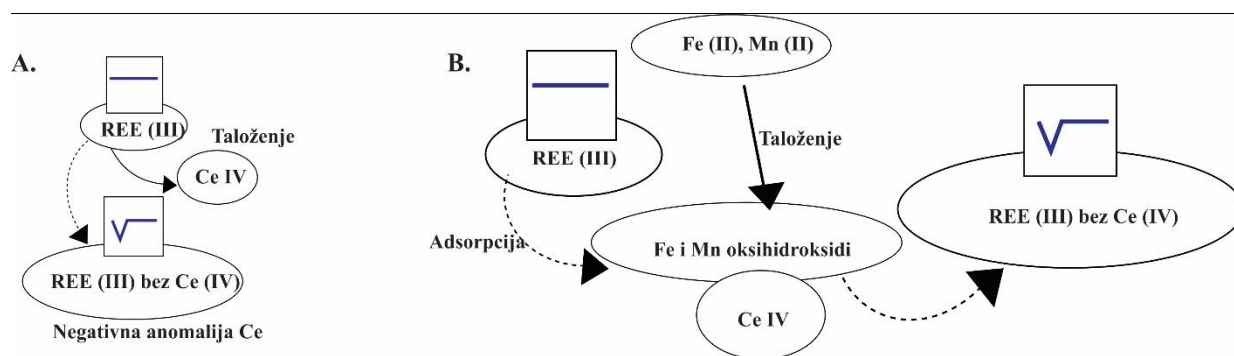 A.
REE (III)
Taloženje
Ce IV
REE (III) bez Ce (IV)
Negativna anomalija Ce
B.
Fe (II), Mn (II)
REE (III)
Taloženje
Adsorpcija
Fe i Mn oksihidroksidi
Ce IV
REE (III) bez Ce (IV)